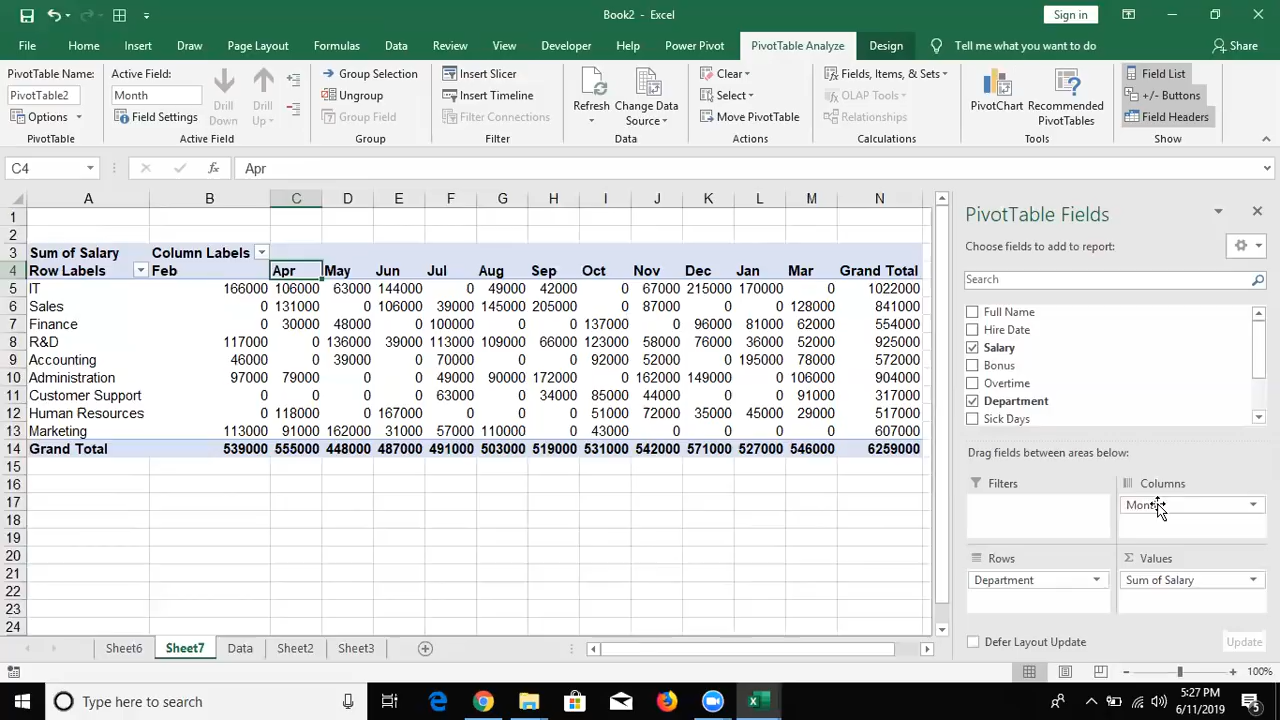 Book2 - Excel
Sign in
File Home Insert Draw Page Layout Formulas Data Review View Developer Help Power Pivot PivotTable Analyze Design Tell me what you want to do Share
PivotTable Name:
PivotTable2
Options
PivotTable
Active Field:
Month
Field Settings
Drill Down
Drill Up
Active Field
Group Selection
Ungroup
Group Field
Group
Insert Slicer
Insert Timeline
Filter Connections
Filter
Refresh
Change Data Source
Data
Clear
Select
Move PivotTable
Actions
Fields, Items, & Sets
OLAP Tools
Relationships
Calculations
PivotChart
Recommended PivotTables
Tools
Field List
+/- Buttons
Field Headers
Show
C4 fx Apr
A B C D E F G H I J K L M N
1
2
3 Sum of Salary Column Labels
4 Row Labels Feb Apr May Jun Jul Aug Sep Oct Nov Dec Jan Mar Grand Total
5 IT 166000 106000 63000 144000 0 49000 42000 0 67000 215000 170000 0 1022000
6 Sales 0 131000 0 106000 39000 145000 205000 0 87000 0 0 128000 841000
7 Finance 0 30000 48000 0 100000 0 0 137000 0 96000 81000 62000 554000
8 R&D 117000 0 136000 39000 113000 109000 66000 123000 58000 76000 36000 52000 925000
9 Accounting 46000 0 39000 0 70000 0 0 92000 52000 0 195000 78000 572000
10 Administration 97000 79000 0 0 49000 90000 172000 0 162000 149000 0 106000 904000
11 Customer Support 0 0 0 0 63000 0 34000 85000 44000 0 0 91000 317000
12 Human Resources 0 118000 0 167000 0 0 0 51000 72000 35000 45000 29000 517000
13 Marketing 113000 91000 162000 31000 57000 110000 0 43000 0 0 0 0 607000
14 Grand Total 539000 555000 448000 487000 491000 503000 519000 531000 542000 571000 527000 546000 6259000
15
16
17
18
19
20
21
22
23
24
PivotTable Fields
Choose fields to add to report:
Search
Full Name
Hire Date
Salary
Bonus
Overtime
Department
Sick Days
Drag fields between areas below:
Filters
Columns
Month
Rows
Department
Values
Sum of Salary
Defer Layout Update
Update
Sheet6 Sheet7 Data Sheet2 Sheet3
100%
Type here to search
5:27 PM
6/11/2019
5